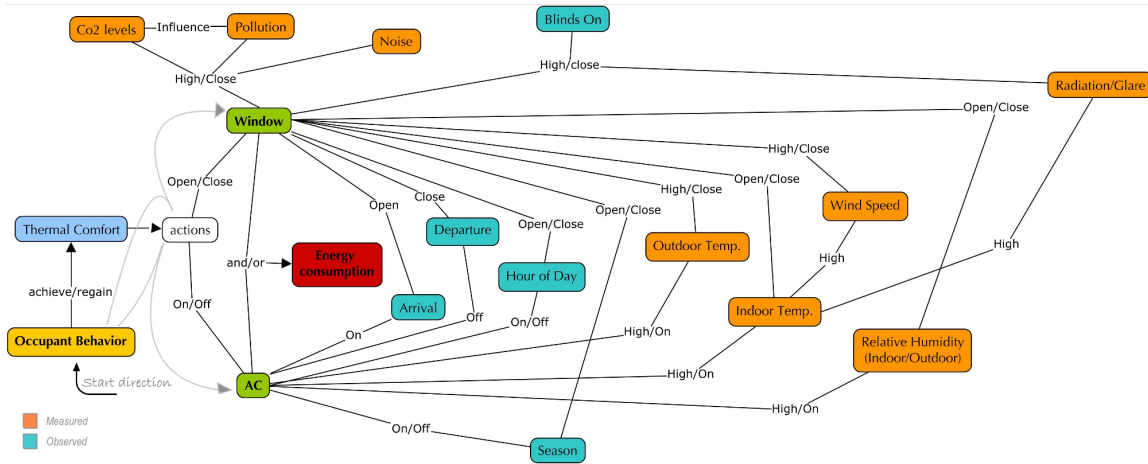 Blinds On
Co2 levels
Influence
Pollution
Noise
High/Close
High/close
Radiation/Glare
Window
Open/Close
High/Close
Open/Close
High/Close
Open/Close
Close
Open
Open/Close
Open/Close
Wind Speed
Thermal Comfort
actions
Departure
Outdoor Temp.
High
High
and/or
Energy
consumption
Hour of Day
achieve/regain
On/Off
Arrival
Indoor Temp.
Off
On/Off
On
High/On
Occupant Behavior
Relative Humidity
(Indoor/Outdoor)
High/On
Start direction
AC
High/On
On/Off
Measured
Observed
Season